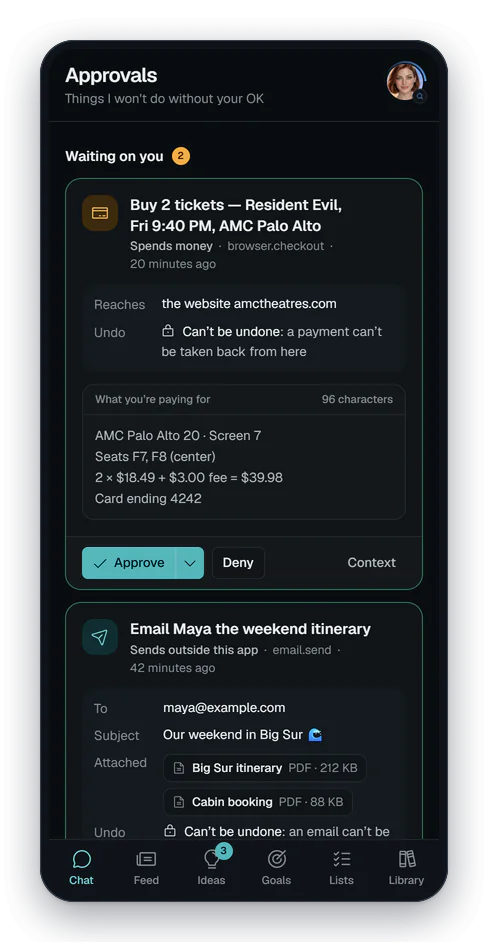 Approvals
Things I won't do without your OK
Waiting on you 2
Buy 2 tickets — Resident Evil,
Fri 9:40 PM, AMC Palo Alto
Spends money · browser.checkout ·
20 minutes ago
Reaches the website amctheatres.com
Undo Can't be undone: a payment can't
be taken back from here
What you're paying for 96 characters
AMC Palo Alto 20 · Screen 7
Seats F7, F8 (center)
2 × $18.49 + $3.00 fee = $39.98
Card ending 4242
Approve Deny Context
Email Maya the weekend itinerary
Sends outside this app · email.send ·
42 minutes ago
To maya@example.com
Subject Our weekend in Big Sur 🌊
Attached Big Sur itinerary PDF · 212 KB
Cabin booking PDF · 88 KB
Undo Can't be undone: an email can't be
3
Chat Feed Ideas Goals Lists Library